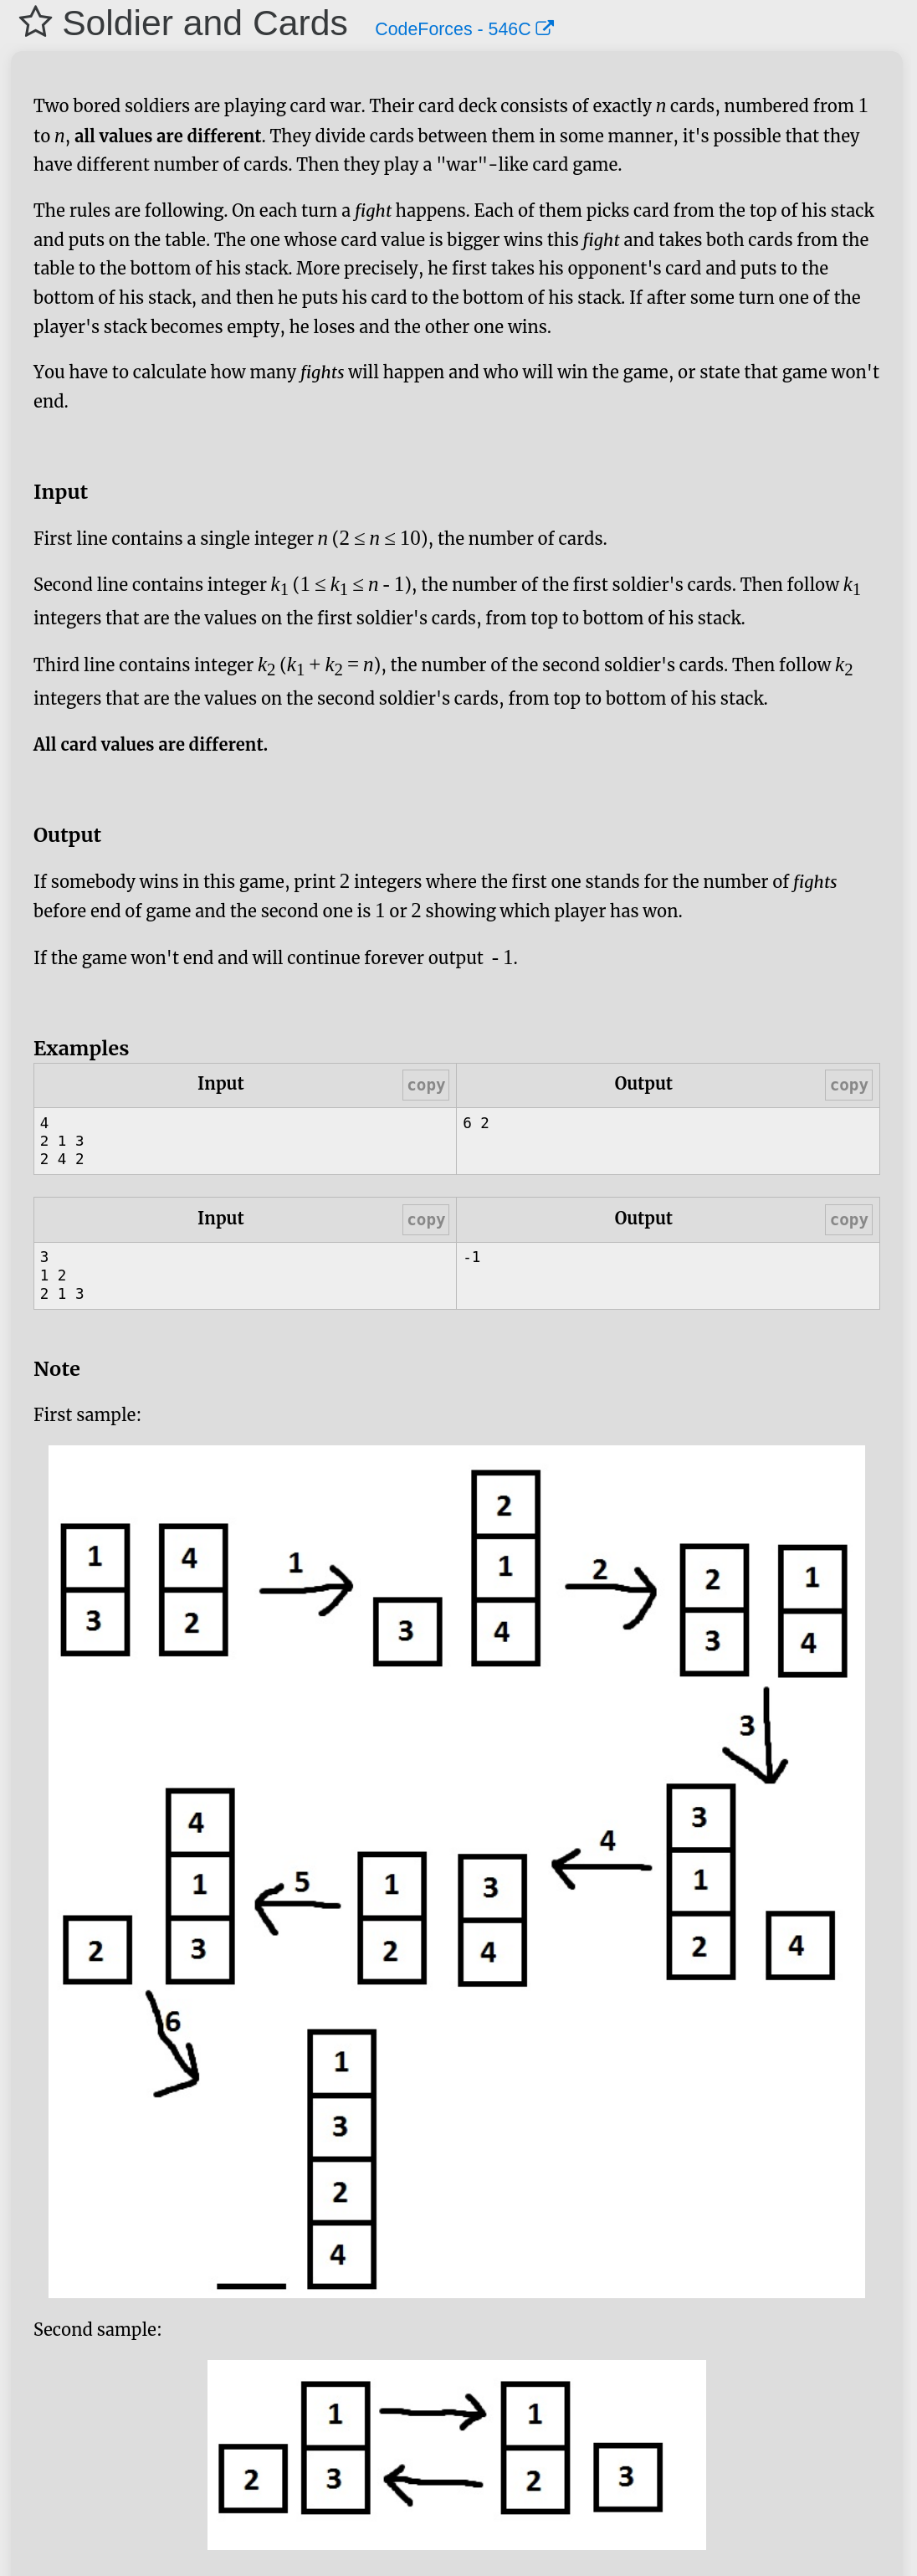 Soldier and Cards CodeForces - 546C
Two bored soldiers are playing card war. Their card deck consists of exactly n cards, numbered from 1
to n, all values are different. They divide cards between them in some manner, it's possible that they
have different number of cards. Then they play a "war"-like card game.
The rules are following. On each turn a fight happens. Each of them picks card from the top of his stack
and puts on the table. The one whose card value is bigger wins this fight and takes both cards from the
table to the bottom of his stack. More precisely, he first takes his opponent's card and puts to the
bottom of his stack, and then he puts his card to the bottom of his stack. If after some turn one of the
player's stack becomes empty, he loses and the other one wins.
You have to calculate how many fights will happen and who will win the game, or state that game won't
end.
Input
First line contains a single integer n (2 ≤ n ≤ 10), the number of cards.
Second line contains integer k1 (1 ≤ k1 ≤ n - 1), the number of the first soldier's cards. Then follow k1
integers that are the values on the first soldier's cards, from top to bottom of his stack.
Third line contains integer k2 (k1 + k2 = n), the number of the second soldier's cards. Then follow k2
integers that are the values on the second soldier's cards, from top to bottom of his stack.
All card values are different.
Output
If somebody wins in this game, print 2 integers where the first one stands for the number of fights
before end of game and the second one is 1 or 2 showing which player has won.
If the game won't end and will continue forever output  - 1.
Examples
Input copy Output copy
4 6 2
2 1 3
2 4 2
Input copy Output copy
3 -1
1 2
2 1 3
Note
First sample:
2
1 4 1 1 2 2 1
3 2 3 4 3 4
3
4 3
4 1 5 1 3 1
2 3 2 4 2 4
6
1
3
2
4
Second sample:
1 1
2 3 2 3